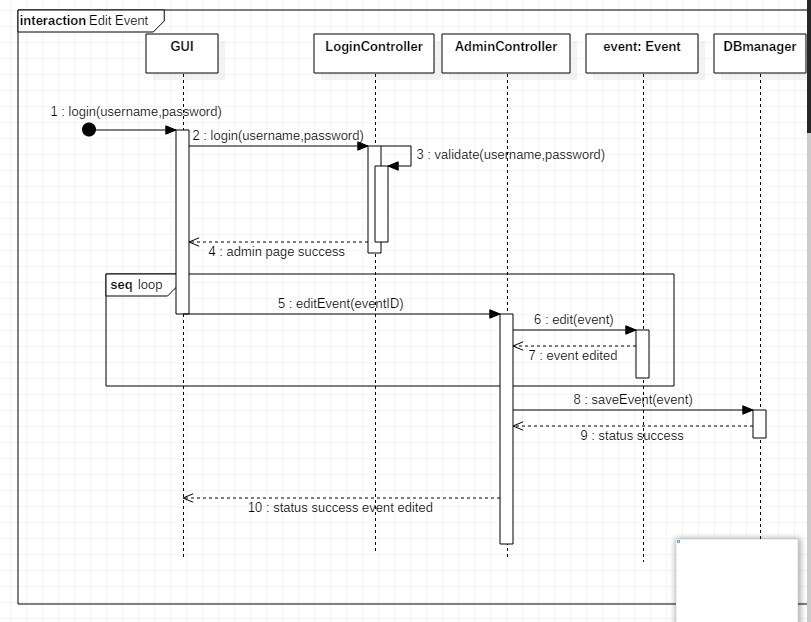 interaction Edit Event
GUI
LoginController
AdminController
event: Event
DBmanager
1 : login(username,password)
2 : login(username,password)
3 : validate(username,password)
4 : admin page success
seq loop
5 : editEvent(eventID)
6 : edit(event)
7 : event edited
8 : saveEvent(event)
9 : status success
10 : status success event edited